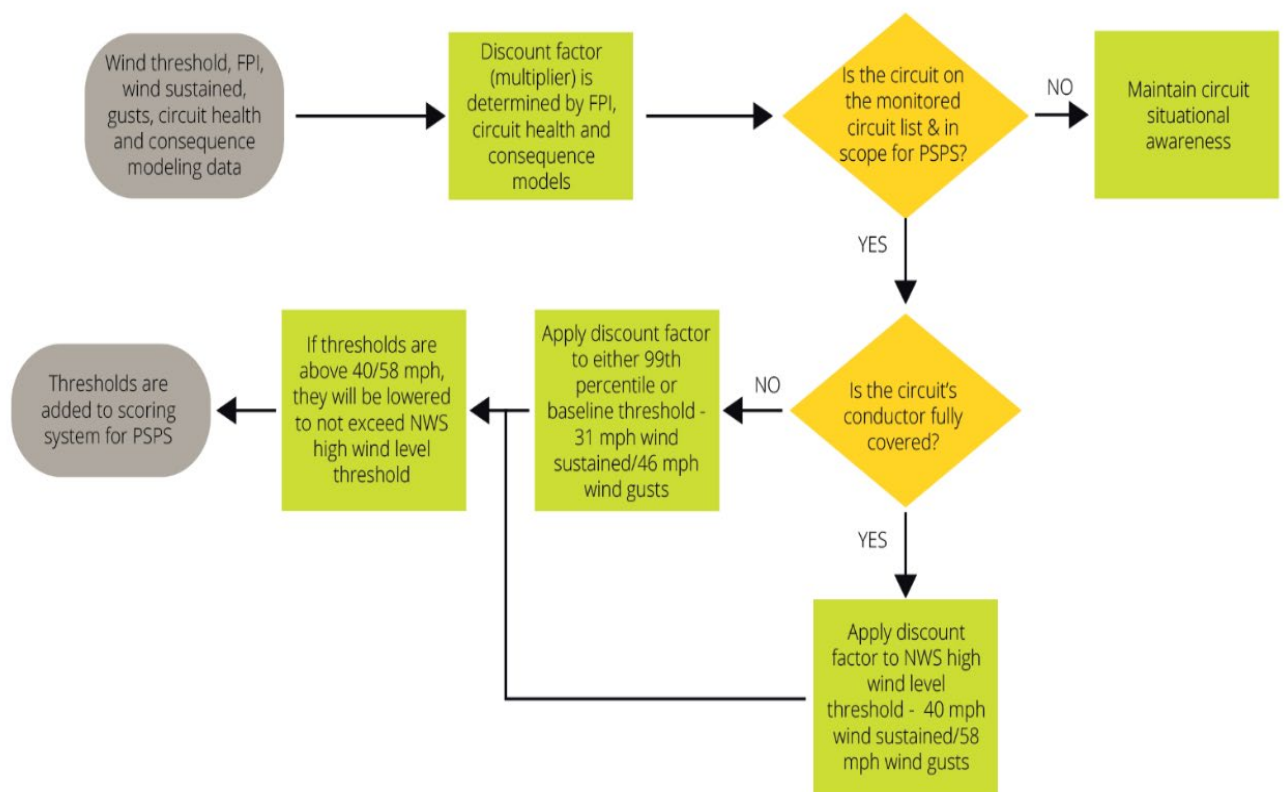 Wind threshold, FPI,
wind sustained,
gusts, circuit health
and consequence
modeling data
Discount factor
(multiplier) is
determined by FPI,
circuit health and
consequence
models
Is the circuit on
the monitored
circuit list & in
scope for PSPS?
NO
Maintain circuit
situational
awareness
YES
Is the circuit's
conductor fully
covered?
NO
Apply discount factor
to either 99th
percentile or
baseline threshold -
31 mph wind
sustained/46 mph
wind gusts
If thresholds are
above 40/58 mph,
they will be lowered
to not exceed NWS
high wind level
threshold
Thresholds are
added to scoring
system for PSPS
YES
Apply discount
factor to NWS high
wind level
threshold - 40 mph
wind sustained/58
mph wind gusts